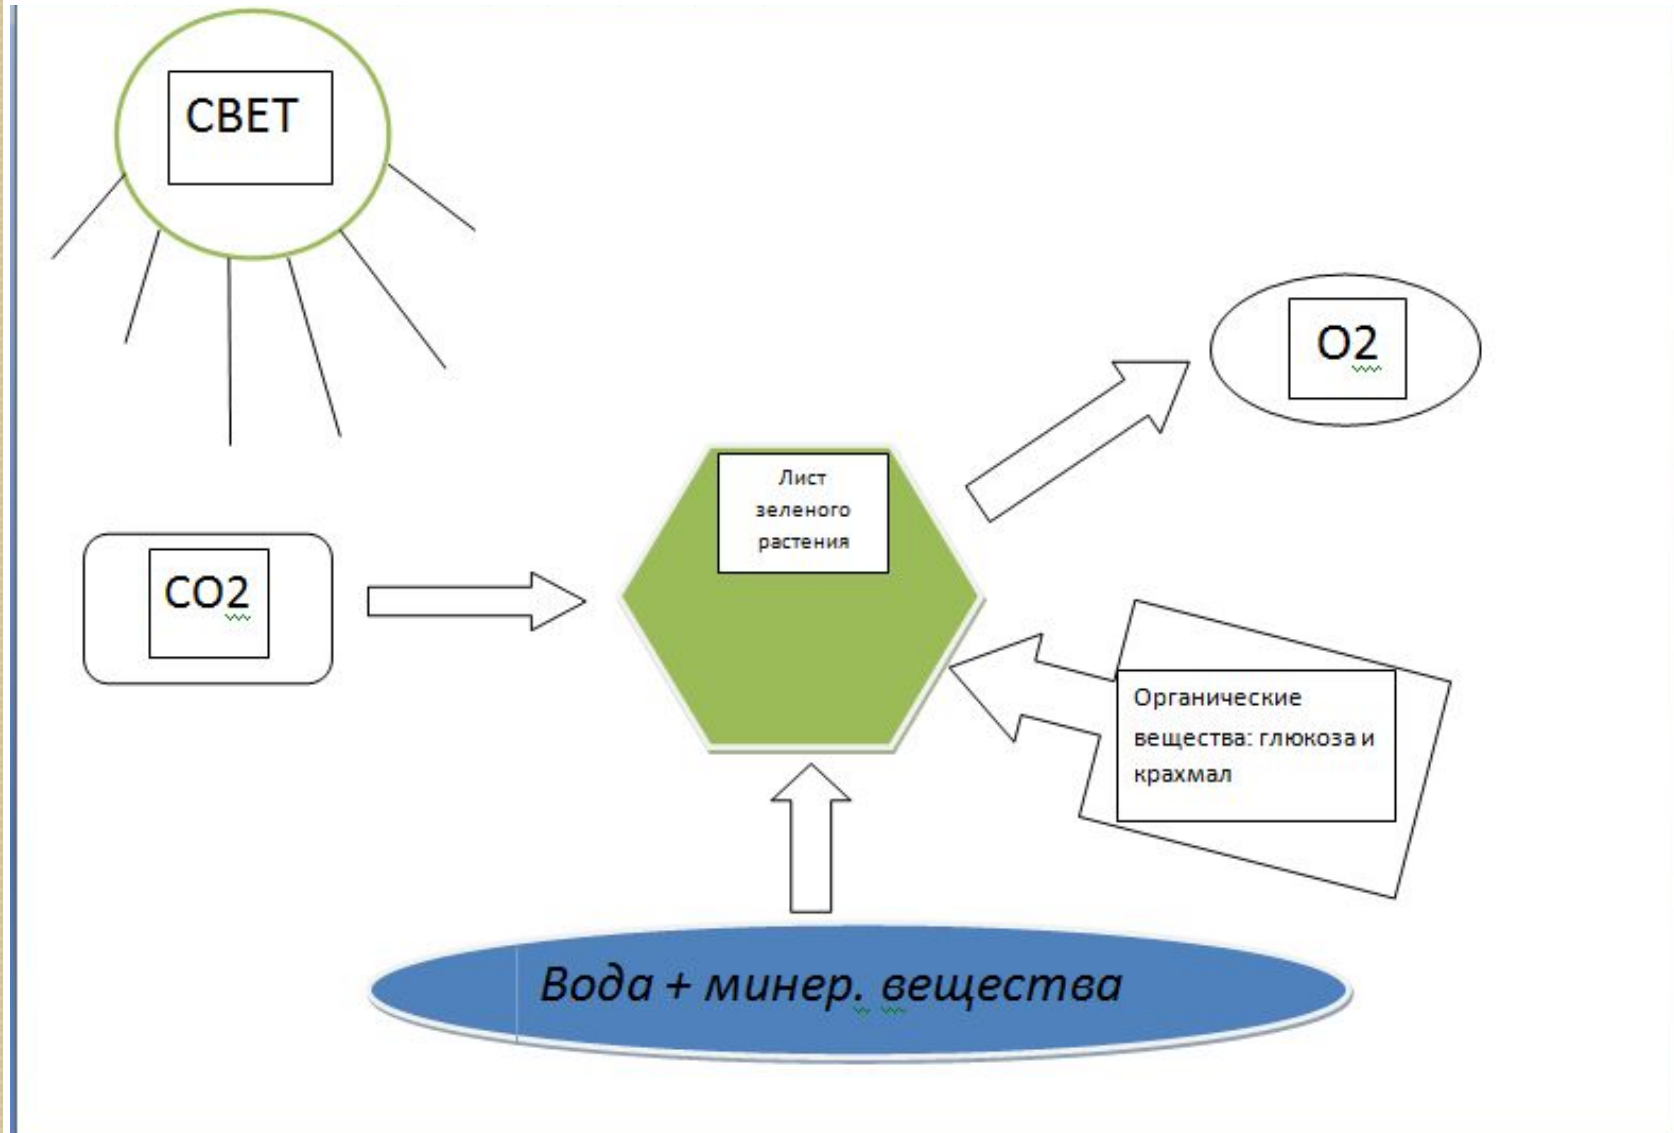 СВЕТ
О2
Лист
зеленого
растения
СО2
Органические
вещества: глюкоза и
крахмал
Вода + минер. вещества